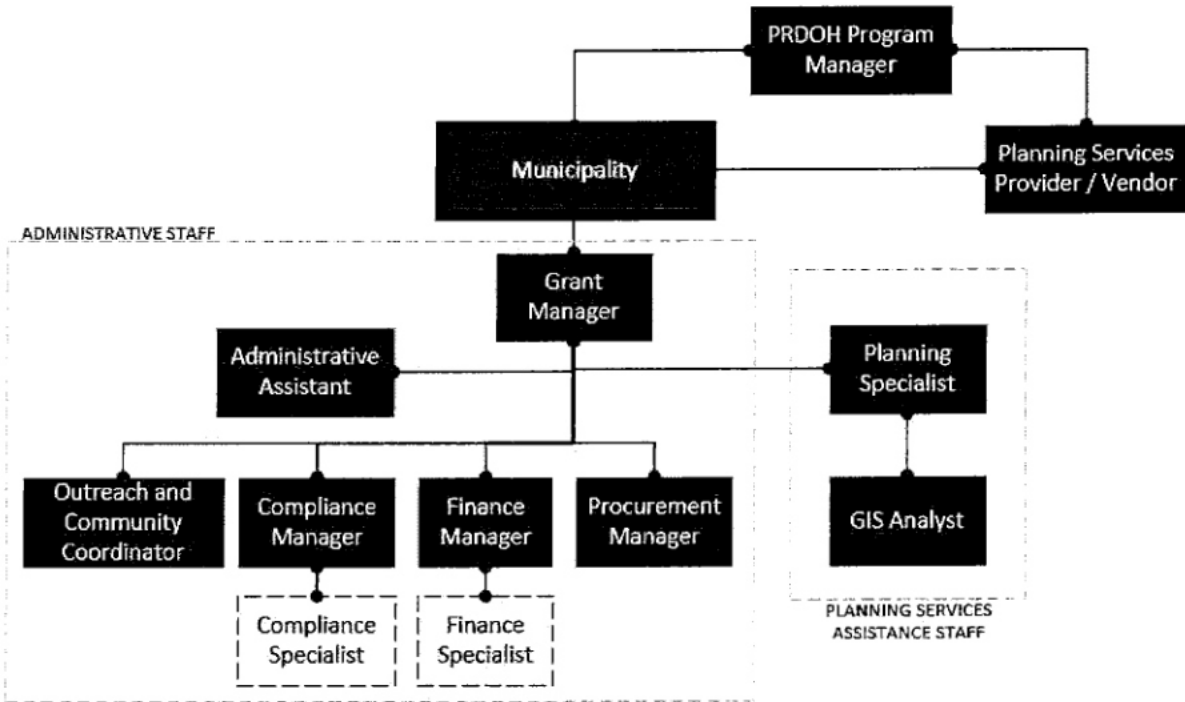 PRDOH Program
Manager
Municipality
Planning Services
Provider / Vendor
ADMINISTRATIVE STAFF
Grant
Manager
Administrative
Assistant
Planning
Specialist
Outreach and
Community
Coordinator
Compliance
Manager
Finance
Manager
Procurement
Manager
GIS Analyst
Compliance
Specialist
Finance
Specialist
PLANNING SERVICES
ASSISTANCE STAFF